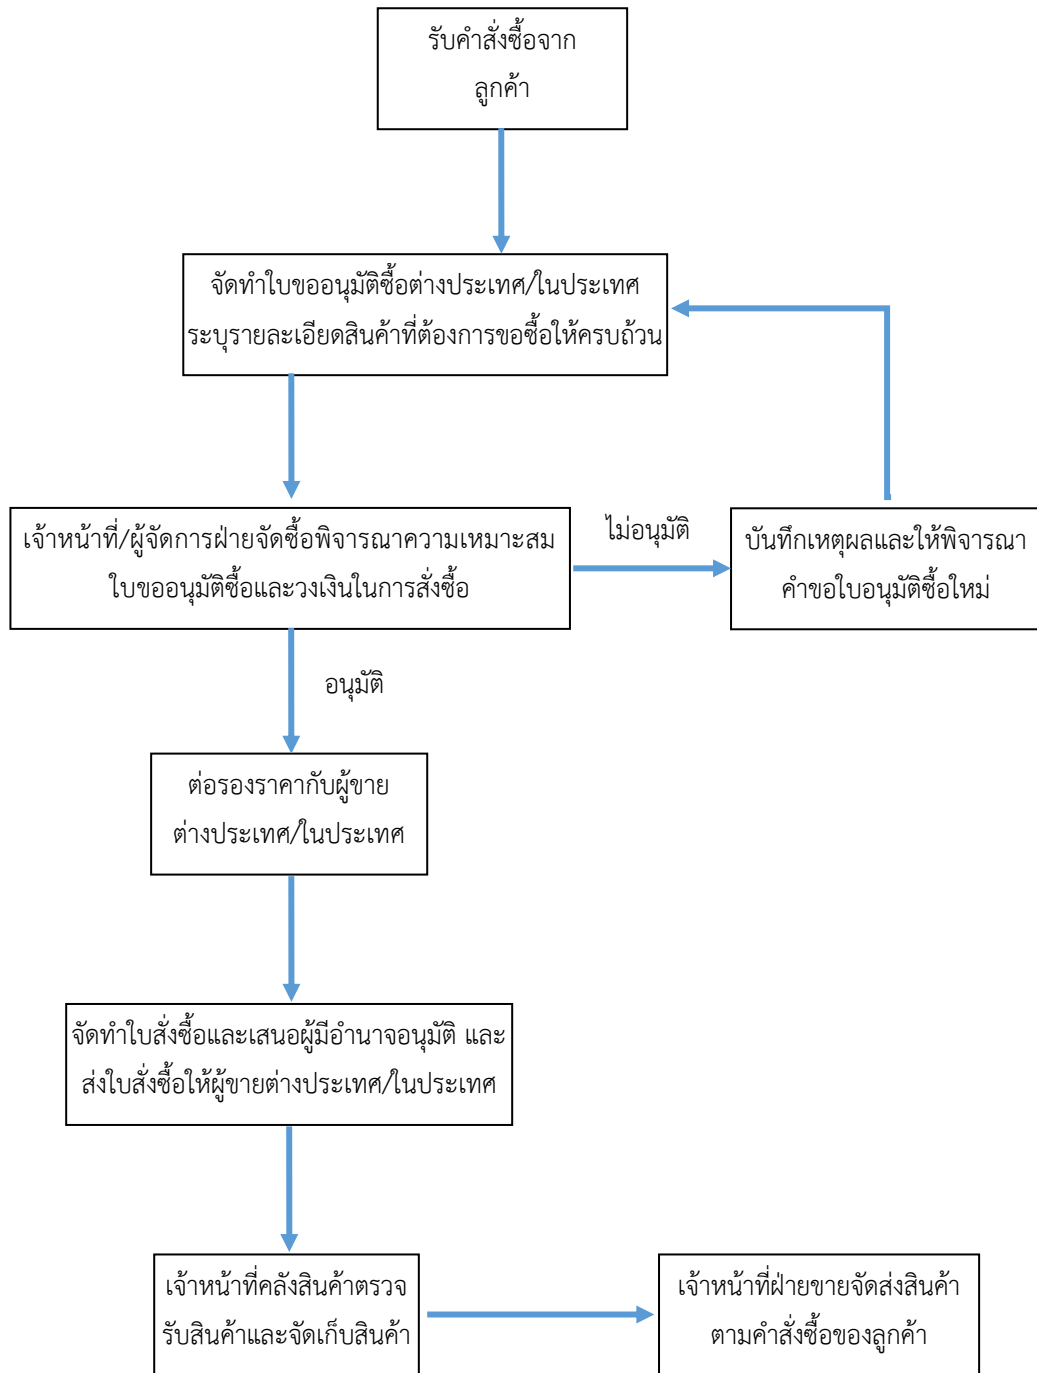 รับคำสั่งซื้อจาก
ลูกค้า
จัดทำใบขออนุมัติซื้อต่างประเทศ/ในประเทศ
ระบุรายละเอียดสินค้าที่ต้องการขอซื้อให้ครบถ้วน
เจ้าหน้าที่/ผู้จัดการฝ่ายจัดซื้อพิจารณาความเหมาะสม
ใบขออนุมัติซื้อและวงเงินในการสั่งซื้อ
ไม่อนุมัติ
บันทึกเหตุผลและให้พิจารณา
คำขอใบอนุมัติซื้อใหม่
อนุมัติ
ต่อรองราคากับผู้ขาย
ต่างประเทศ/ในประเทศ
จัดทำใบสั่งซื้อและเสนอผู้มีอำนาจอนุมัติ และ
ส่งใบสั่งซื้อให้ผู้ขายต่างประเทศ/ในประเทศ
เจ้าหน้าที่คลังสินค้าตรวจ
รับสินค้าและจัดเก็บสินค้า
เจ้าหน้าที่ฝ่ายขายจัดส่งสินค้า
ตามคำสั่งซื้อของลูกค้า